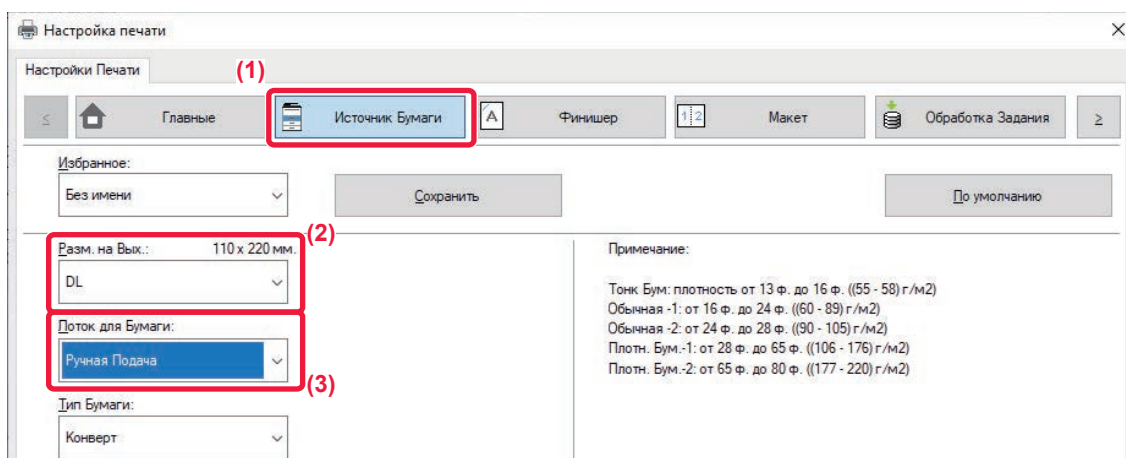 Настройка печати
Настройки Печати
(1)
< Главные Источник Бумаги A Финишер 1 2 Макет Обработка Задания >
Избранное:
Без имени Сохранить По умолчанию
(2)
Разм. на Вых.: 110 x 220 мм.
DL
Поток для Бумаги:
Ручная Подача
(3)
Тип Бумаги:
Конверт
Примечание:
Тонк Бум: плотность от 13 ф. до 16 ф. ((55 - 58) г/м2)
Обычная -1: от 16 ф. до 24 ф. ((60 - 89) г/м2)
Обычная -2: от 24 ф. до 28 ф. ((90 - 105) г/м2)
Плотн. Бум.-1: от 28 ф. до 65 ф. ((106 - 176) г/м2)
Плотн. Бум.-2: от 65 ф. до 80 ф. ((177 - 220) г/м2)